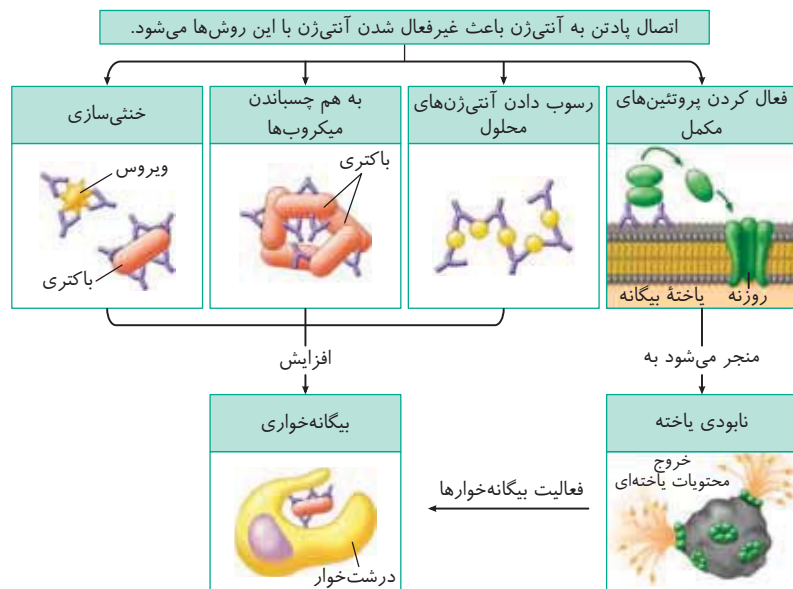 اتصال پادتن به آنتی‌ژن باعث غیرفعال شدن آنتی‌ژن با این روش‌ها می‌شود.
فعال کردن پروتئین‌های
مکمل
رسوب دادن آنتی‌ژن‌های
محلول
به هم چسباندن
میکروب‌ها
خنثی‌سازی
باکتری
ویروس
باکتری
روزنه
یاختهٔ بیگانه
منجر می‌شود به
افزایش
نابودی یاخته
بیگانه‌خواری
خروج
محتویات یاخته‌ای
فعالیت بیگانه‌خوارها
درشت‌خوار